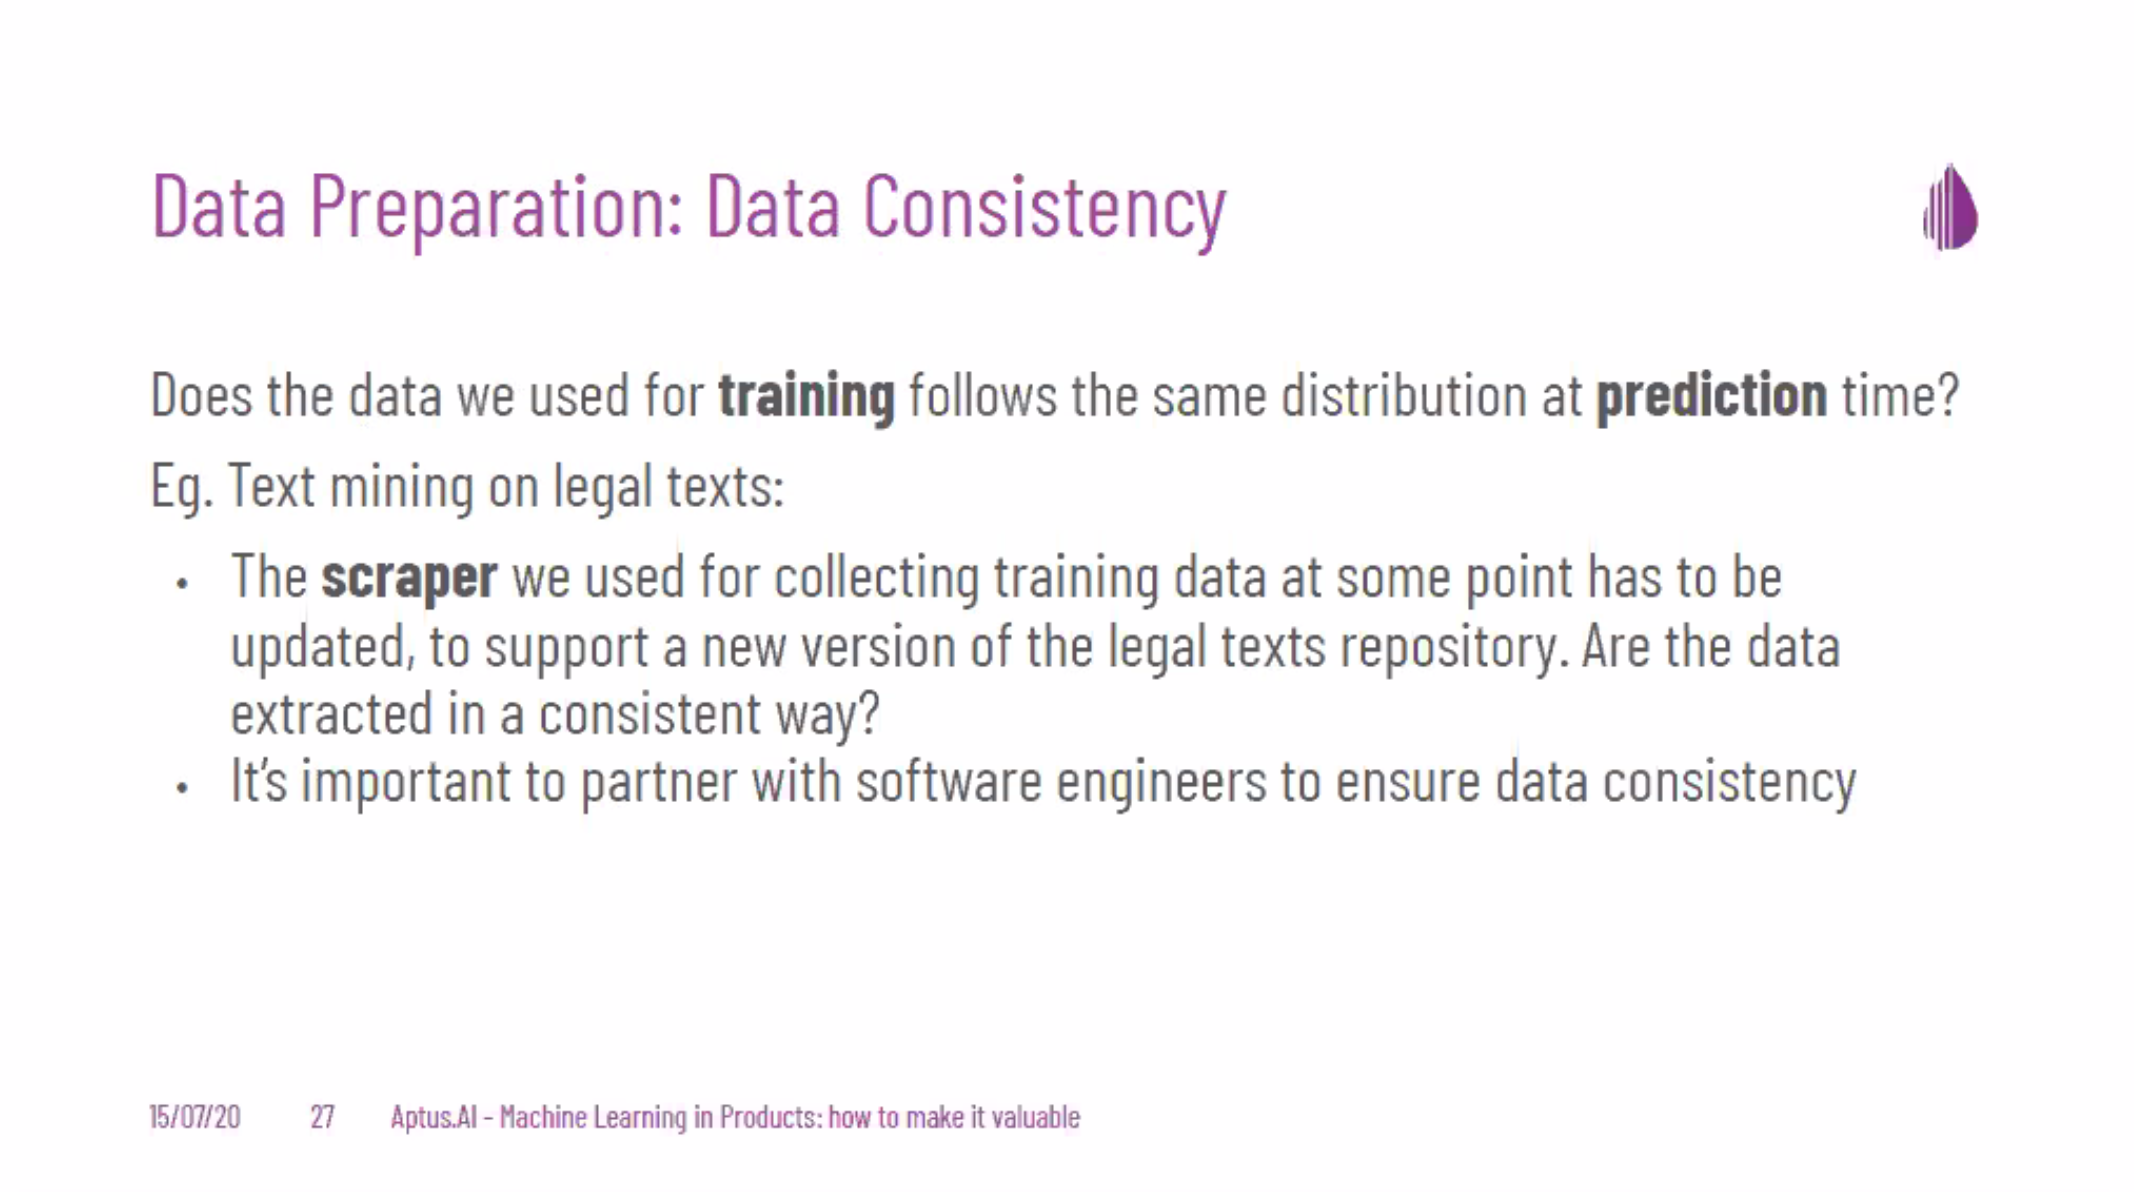 Data Preparation: Data Consistency
Does the data we used for training follows the same distribution at prediction time?
Eg. Text mining on legal texts:
• The scraper we used for collecting training data at some point has to be
updated, to support a new version of the legal texts repository. Are the data
extracted in a consistent way?
• It's important to partner with software engineers to ensure data consistency
15/07/20 27 Aptus.AI - Machine Learning in Products: how to make it valuable